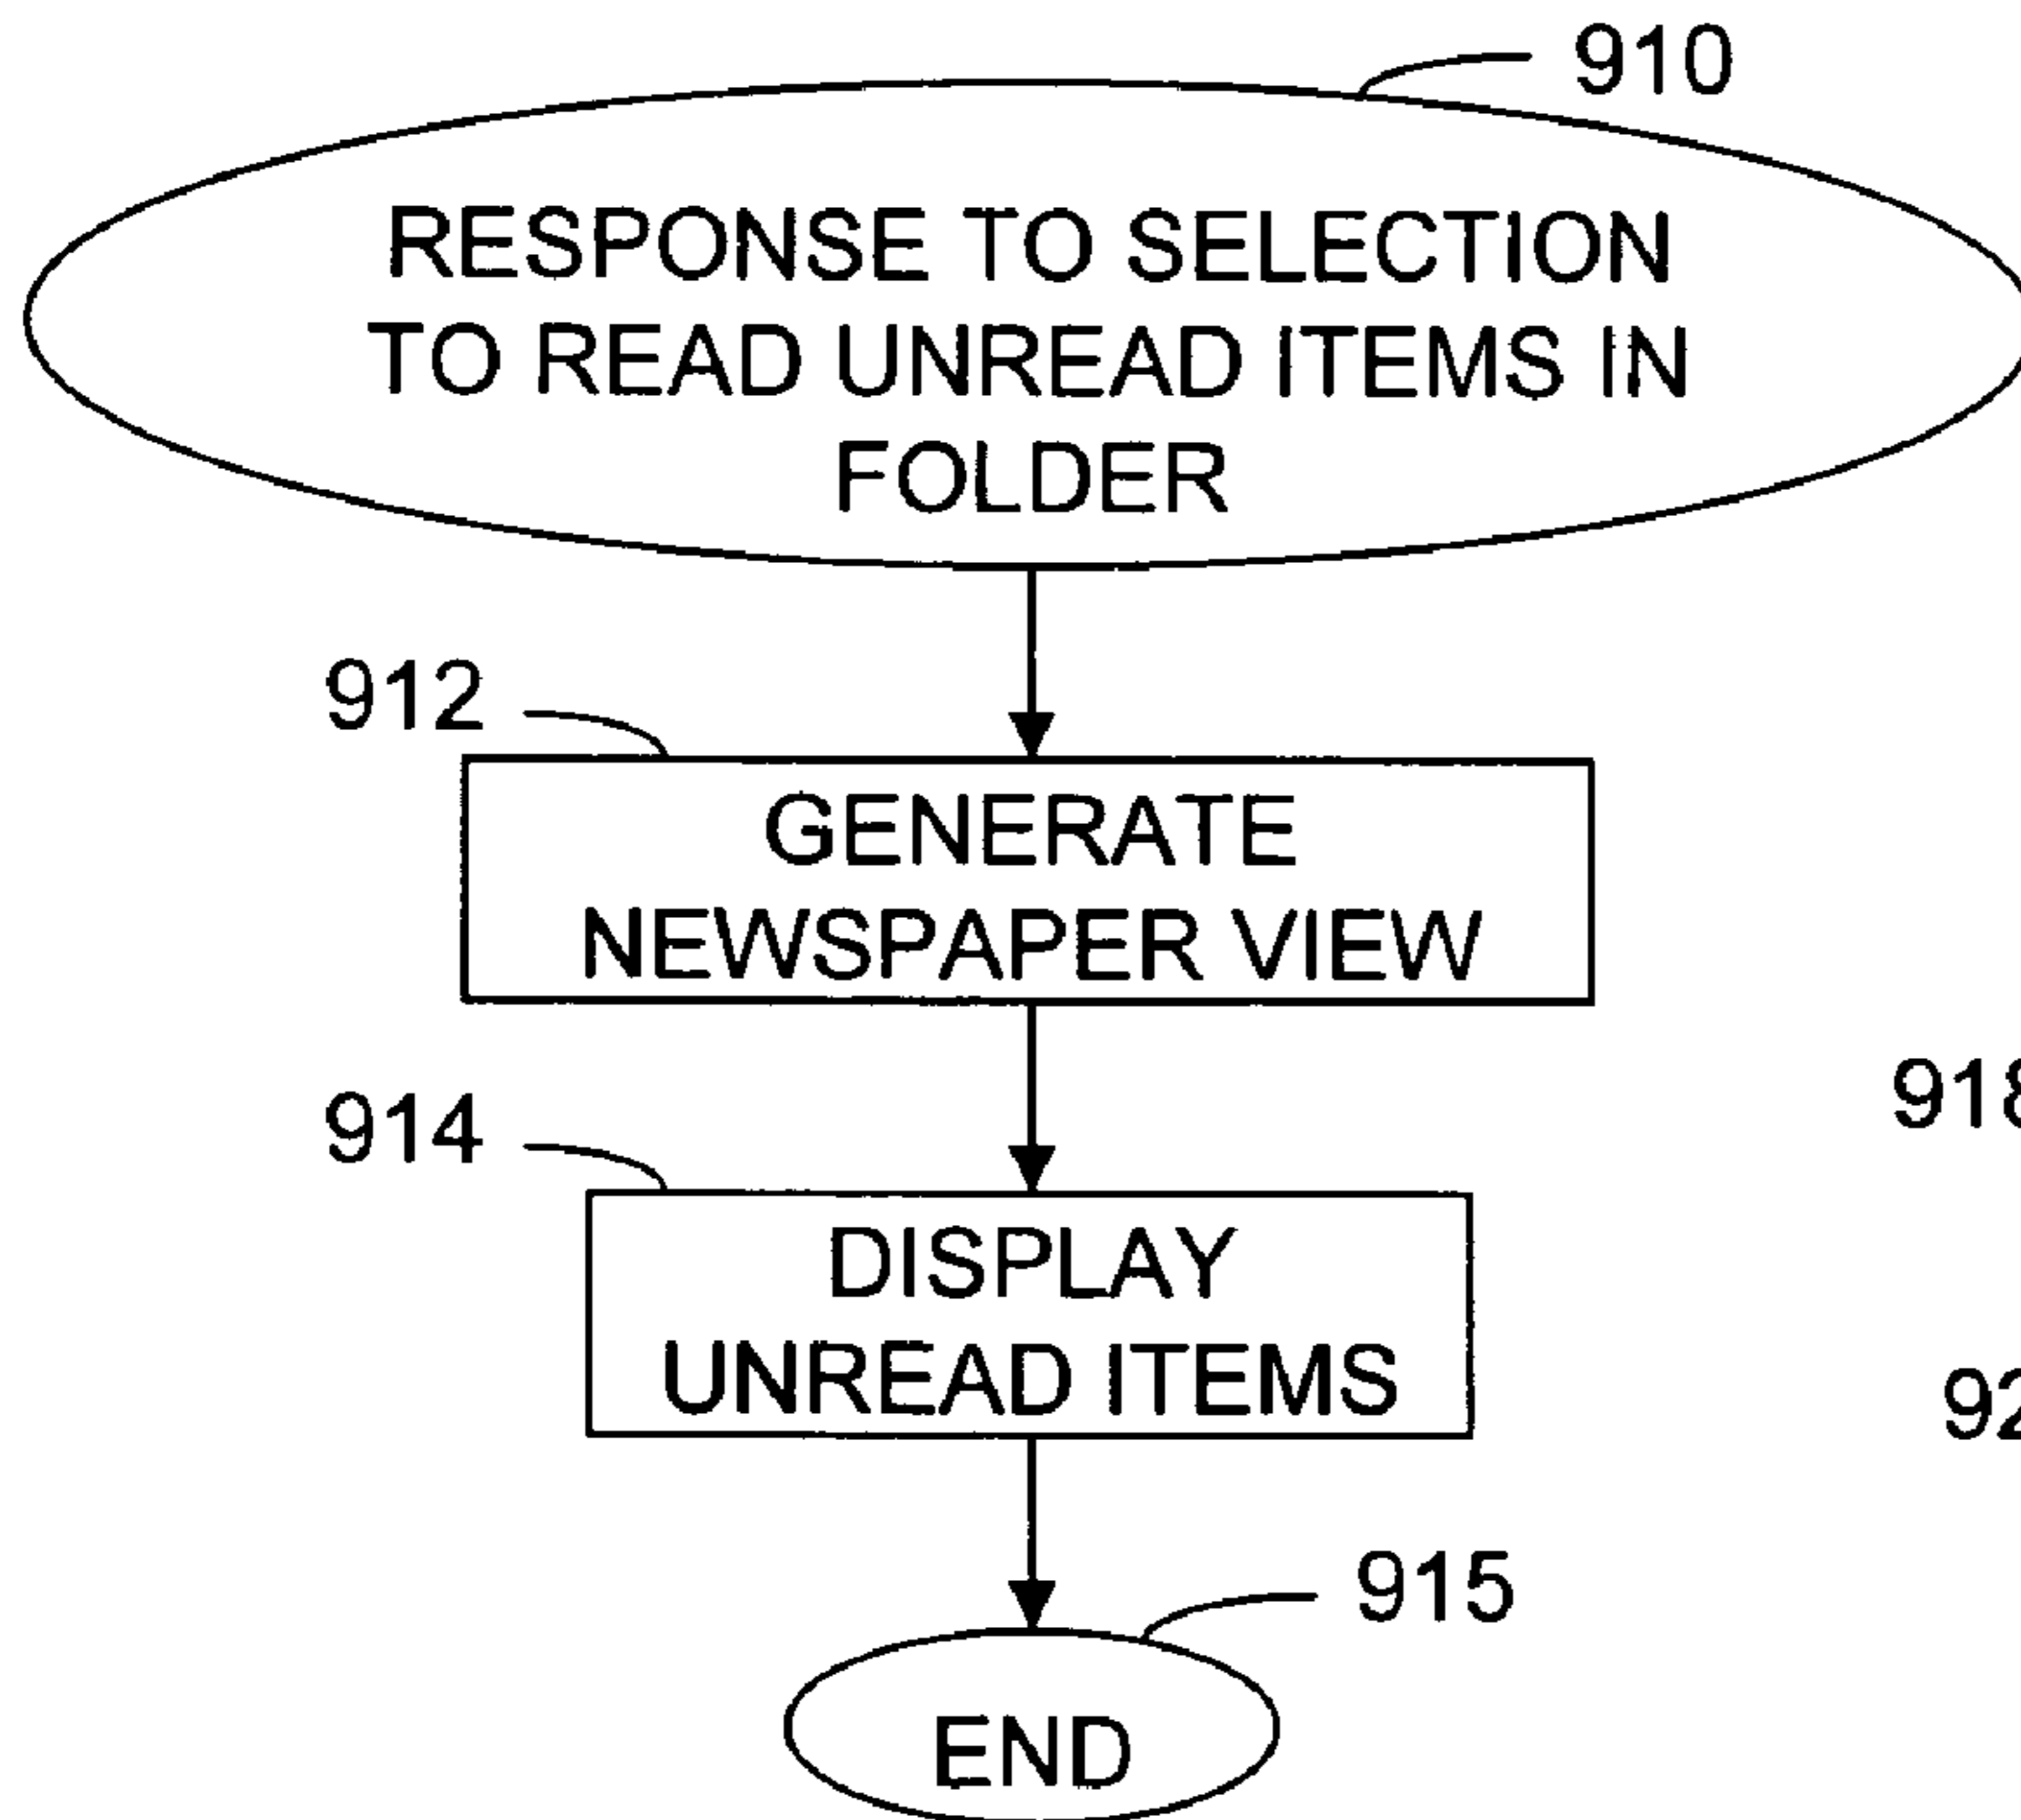 910
RESPONSE TO SELECTION
TO READ UNREAD ITEMS IN
FOLDER
912
GENERATE
NEWSPAPER VIEW
914
DISPLAY
UNREAD ITEMS
915
END